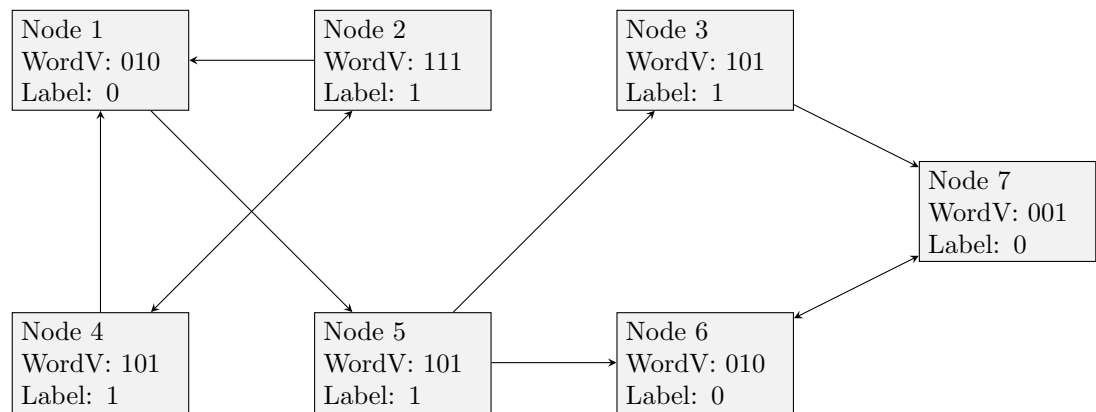 Node 1
WordV: 010
Label: 0
Node 2
WordV: 111
Label: 1
Node 3
WordV: 101
Label: 1
Node 7
WordV: 001
Label: 0
Node 4
WordV: 101
Label: 1
Node 5
WordV: 101
Label: 1
Node 6
WordV: 010
Label: 0